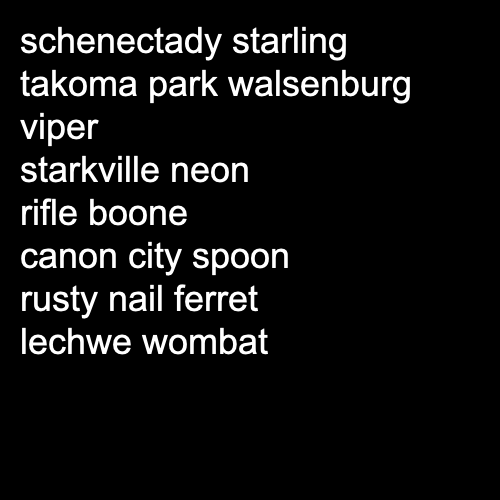 schenectady starling
takoma park walsenburg
viper
starkville neon
rifle boone
canon city spoon
rusty nail ferret
lechwe wombat